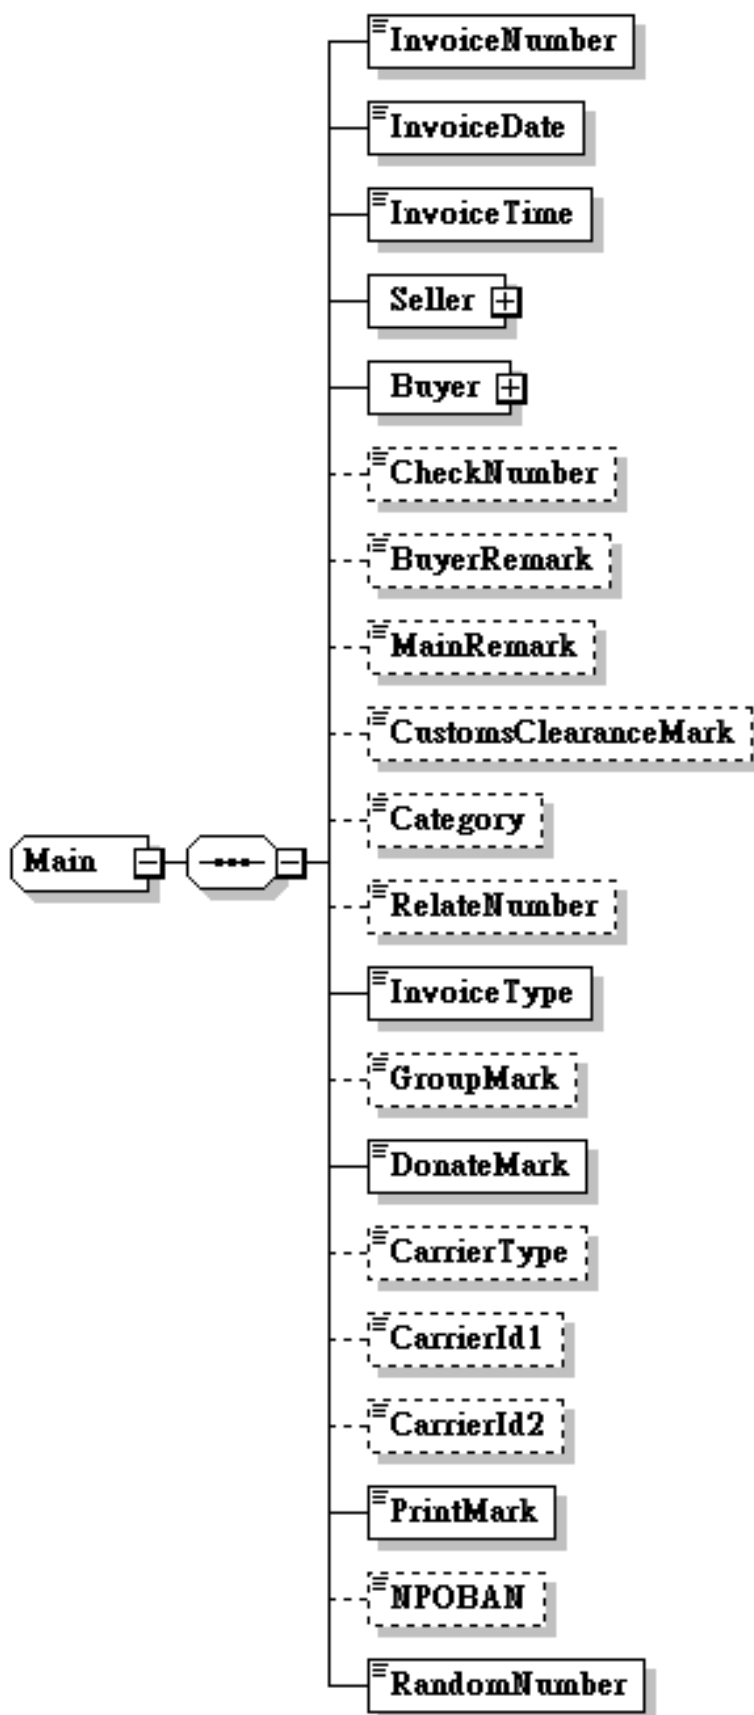 InvoiceNumber
InvoiceDate
InvoiceTime
Seller
Buyer
CheckNumber
BuyerRemark
MainRemark
CustomsClearanceMark
Category
Main
RelateNumber
InvoiceType
GroupMark
DonateMark
CarrierType
CarrierId1
CarrierId2
PrintMark
NPOBAN
RandomNumber